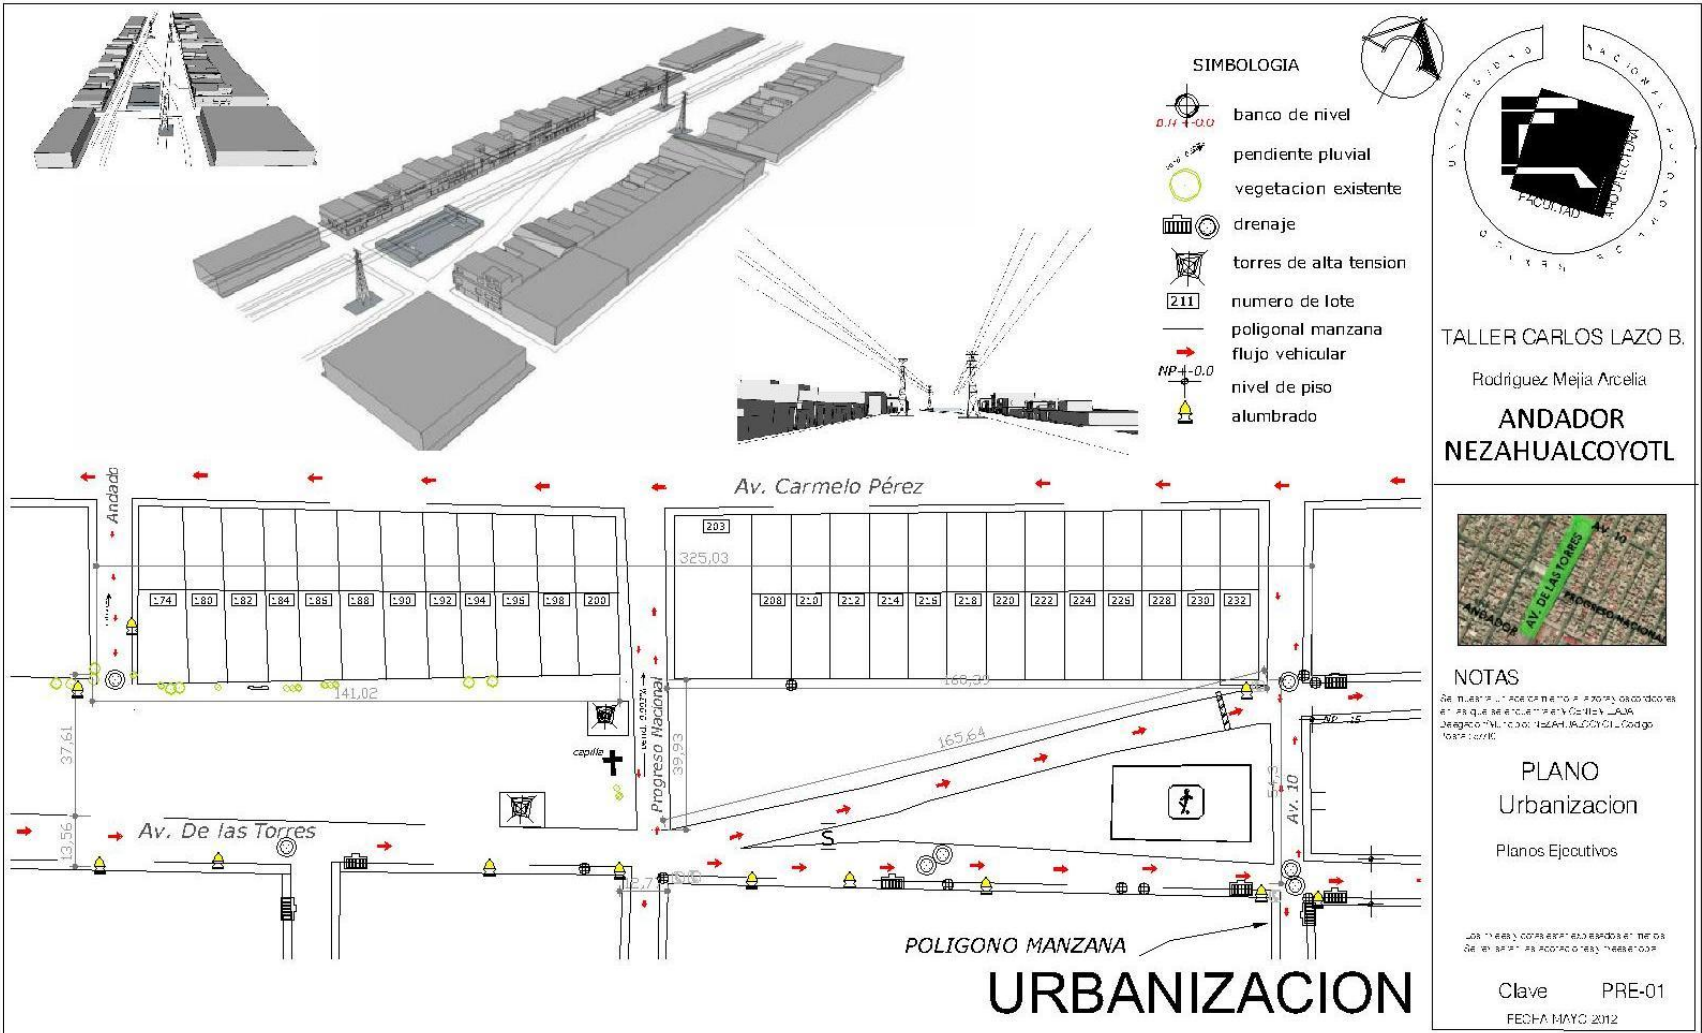 SIMBOLOGIA
banco de nivel
pendiente pluvial
vegetacion existente
drenaje
torres de alta tension
211 numero de lote
poligonal manzana
flujo vehicular
NP+-0.0
nivel de piso
alumbrado
UNIVERSIDAD NACIONAL AUTONOMA DE MEXICO
FACULTAD
ARQUITECTURA
TALLER CARLOS LAZO B.
Rodriguez Mejia Arcelia
ANDADOR
NEZAHUALCOYOTL
AV. 10
AV. DE LAS TORRES
PROGRESO NACIONAL
ANDADOR
NOTAS
PLANO
Urbanizacion
Planos Ejecutivos
Clave PRE-01
FECHA MAYO 2012
Andado
Av. Carmelo Pérez
203
325,03
174 180 182 184 186 188 190 192 194 196 198 200
208 210 212 214 216 218 220 222 224 226 228 230 232
141,02
37,61
13,56
capilla
Progreso Nacional
39,93
165,64
Av. 10
Av. De las Torres
S
POLIGONO MANZANA
URBANIZACION